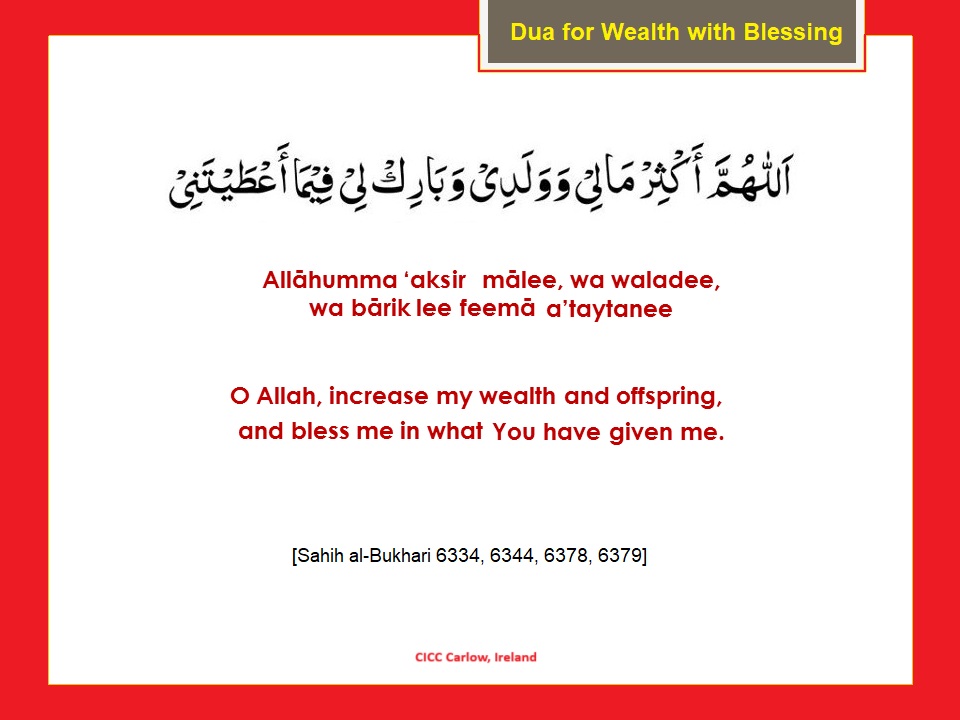 Dua for Wealth with Blessing
اَللّٰهُمَّ أَكْثِرْ مَالِيْ وَوَلَدِىْ وَبَارِكْ لِيْ فِيْمَا أَعْطَيْتَنِىْ
Allāhumma ‘aksir mālee, wa waladee,
wa bārik lee feemā a’taytanee
O Allah, increase my wealth and offspring,
and bless me in what You have given me.
[Sahih al-Bukhari 6334, 6344, 6378, 6379]
CICC Carlow, Ireland